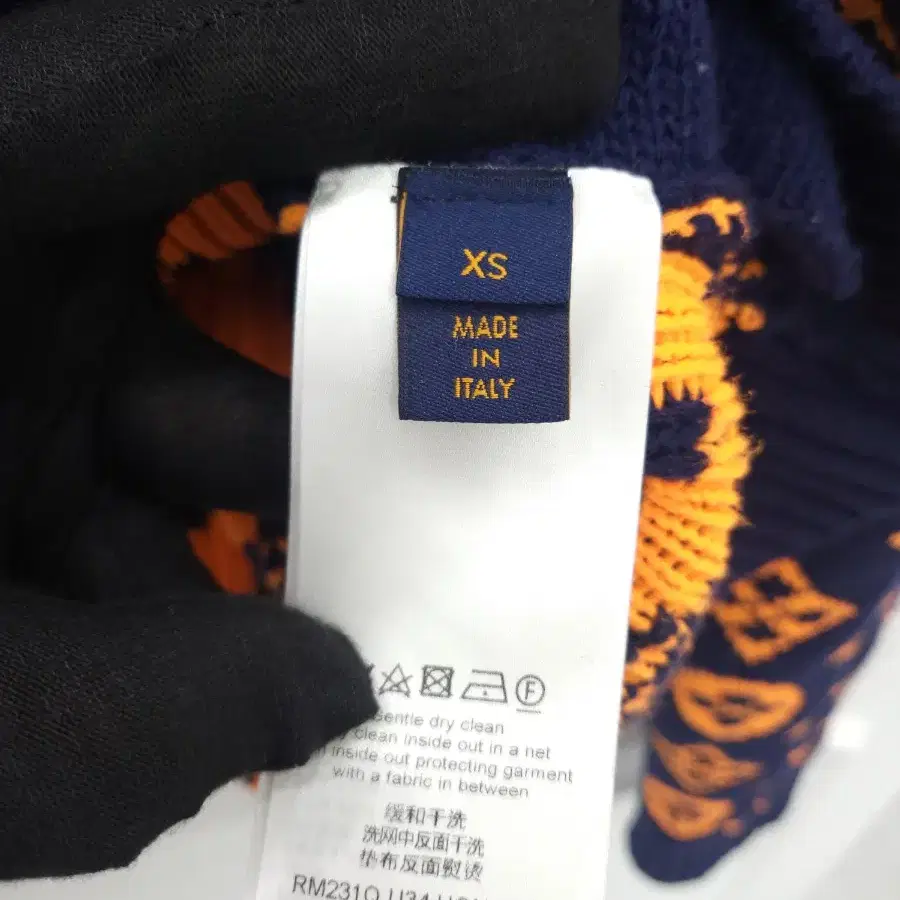 XS
MADE
IN
ITALY
F
Gentle dry clean
clean inside out in a net
inside out protecting garment
with a fabric in between
缓和干洗
洗网中反面干洗
垫布反面熨烫